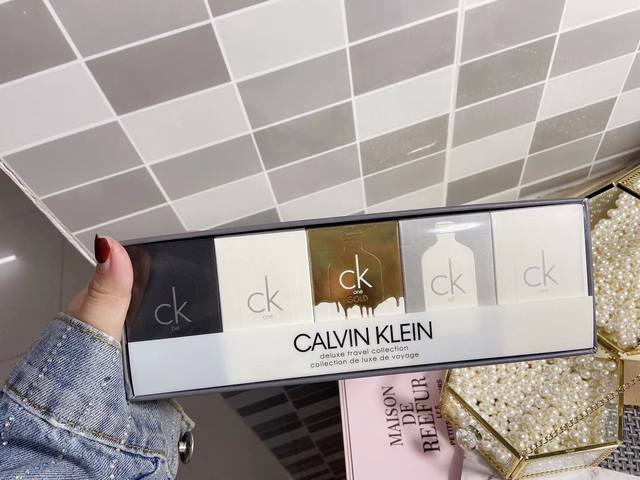 ck
be
ck
one
ck
one
GOLD
ck
all
ck
one
CALVIN KLEIN
deluxe travel collection
collection de luxe de voyage
MAISON
DE
REEFUR